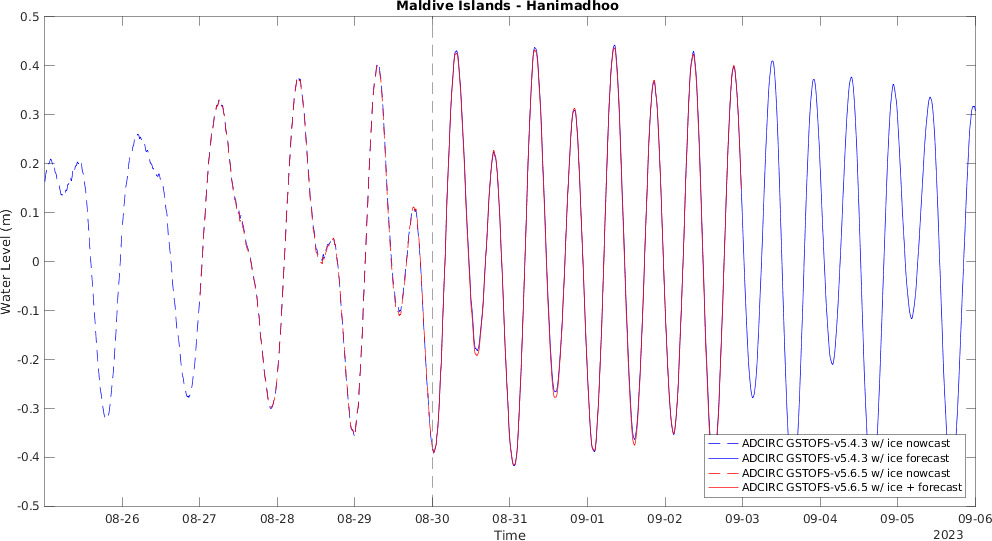 Maldive Islands - Hanimadhoo
Water Level (m)
0.5
0.4
0.3
0.2
0.1
0
-0.1
-0.2
-0.3
-0.4
-0.5
ADCIRC GSTOFS-v5.4.3 w/ ice nowcast
ADCIRC GSTOFS-v5.4.3 w/ ice forecast
ADCIRC GSTOFS-v5.6.5 w/ ice nowcast
ADCIRC GSTOFS-v5.6.5 w/ ice + forecast
08-26 08-27 08-28 08-29 08-30 08-31 09-01 09-02 09-03 09-04 09-05 09-06
Time
2023